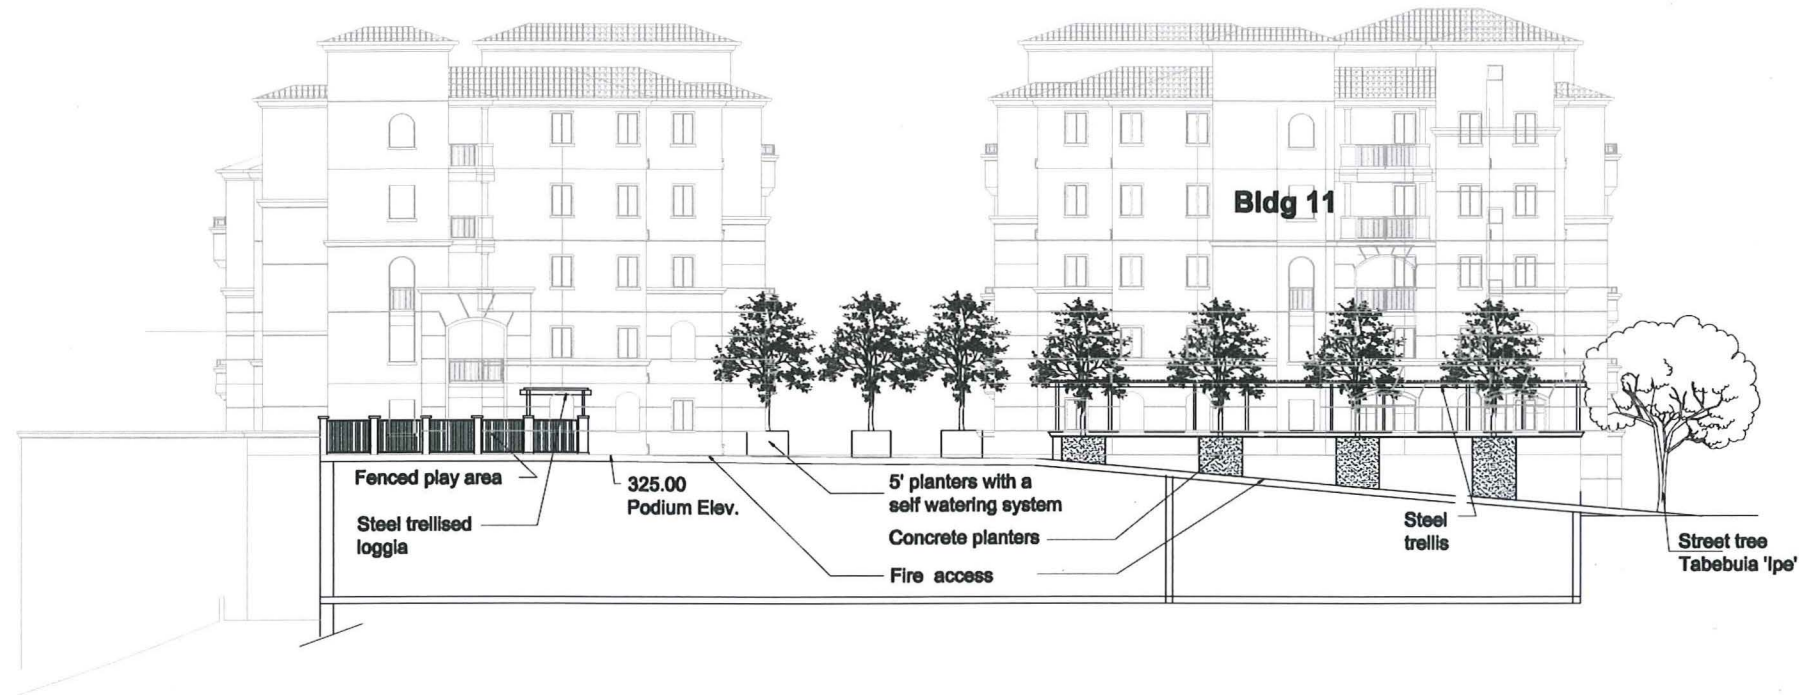 Bldg 11
Fenced play area
Steel trellised
loggia
325.00
Podium Elev.
5' planters with a
self watering system
Concrete planters
Fire access
Steel
trellis
Street tree
Tabebuia 'Ipe'